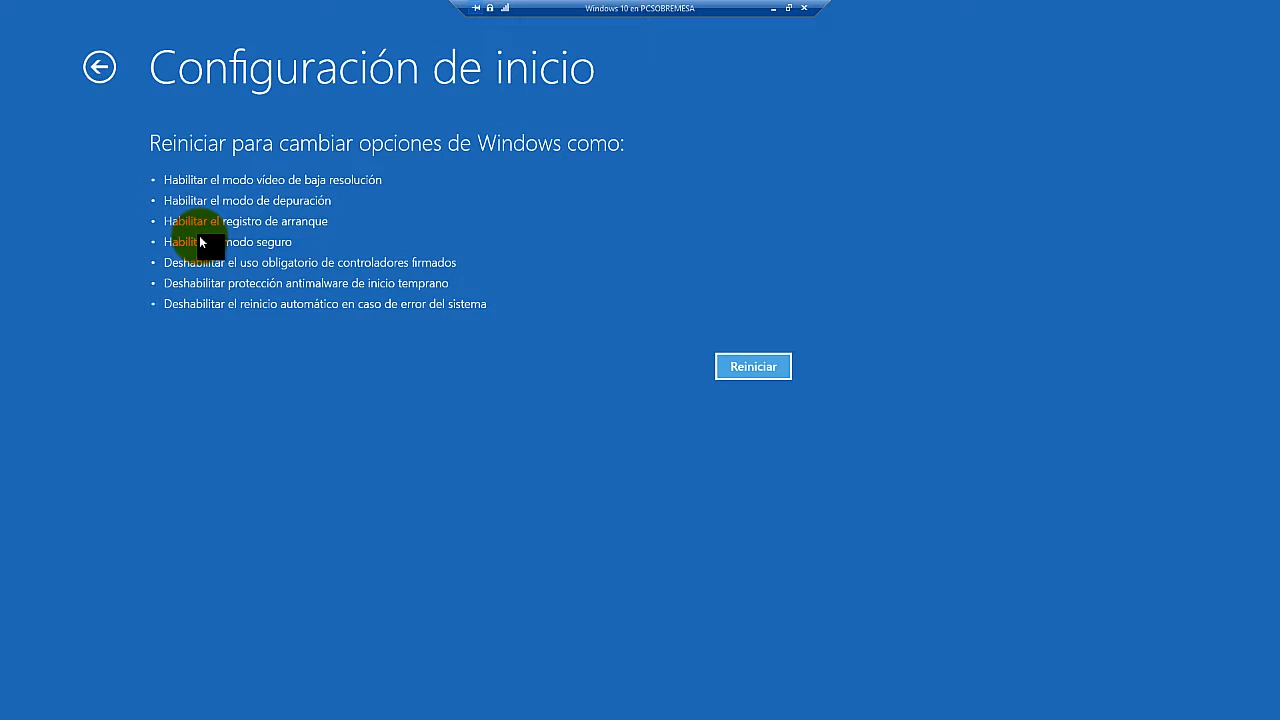 Windows 10 en PCSOBREMESA
Configuración de inicio
Reiniciar para cambiar opciones de Windows como:
• Habilitar el modo vídeo de baja resolución
• Habilitar el modo de depuración
• Habilitar el registro de arranque
• Habilit modo seguro
• Deshabilitar el uso obligatorio de controladores firmados
• Deshabilitar protección antimalware de inicio temprano
• Deshabilitar el reinicio automático en caso de error del sistema
Reiniciar